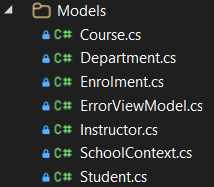 Models
C# Course.cs
C# Department.cs
C# Enrolment.cs
C# ErrorViewModel.cs
C# Instructor.cs
C# SchoolContext.cs
C# Student.cs